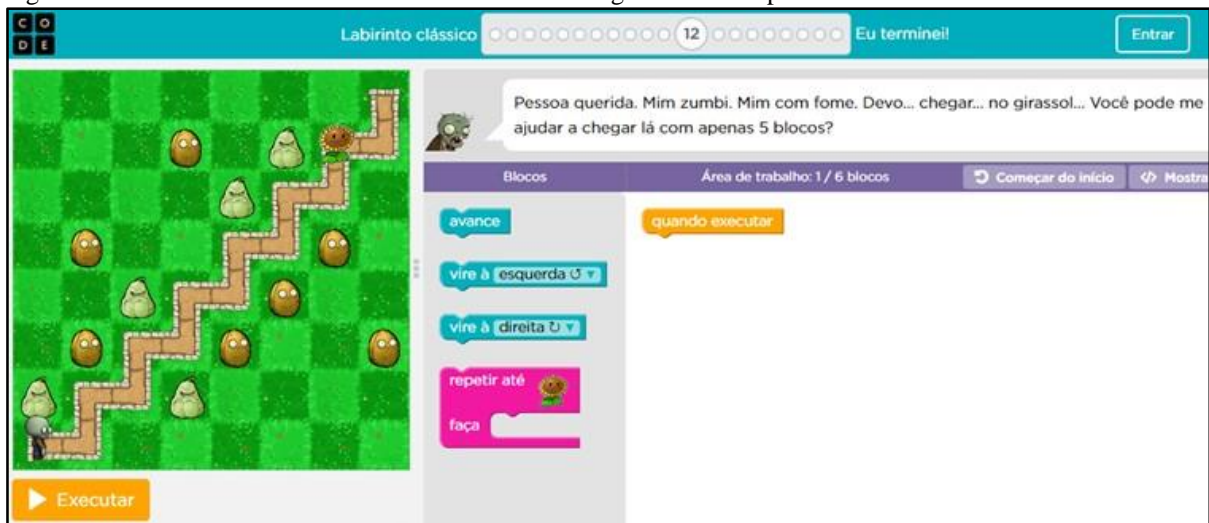 C O
D E
Labirinto clássico
12
Eu terminei!
Entrar
Pessoa querida. Mim zumbi. Mim com fome. Devo... chegar... no girassol... Você pode me
ajudar a chegar lá com apenas 5 blocos?
Blocos
Área de trabalho: 1 / 6 blocos
Começar do início
</> Mostra
avance
quando executar
vire à esquerda ↺ ▼
vire à direita ↻ ▼
repetir até
faça
Executar